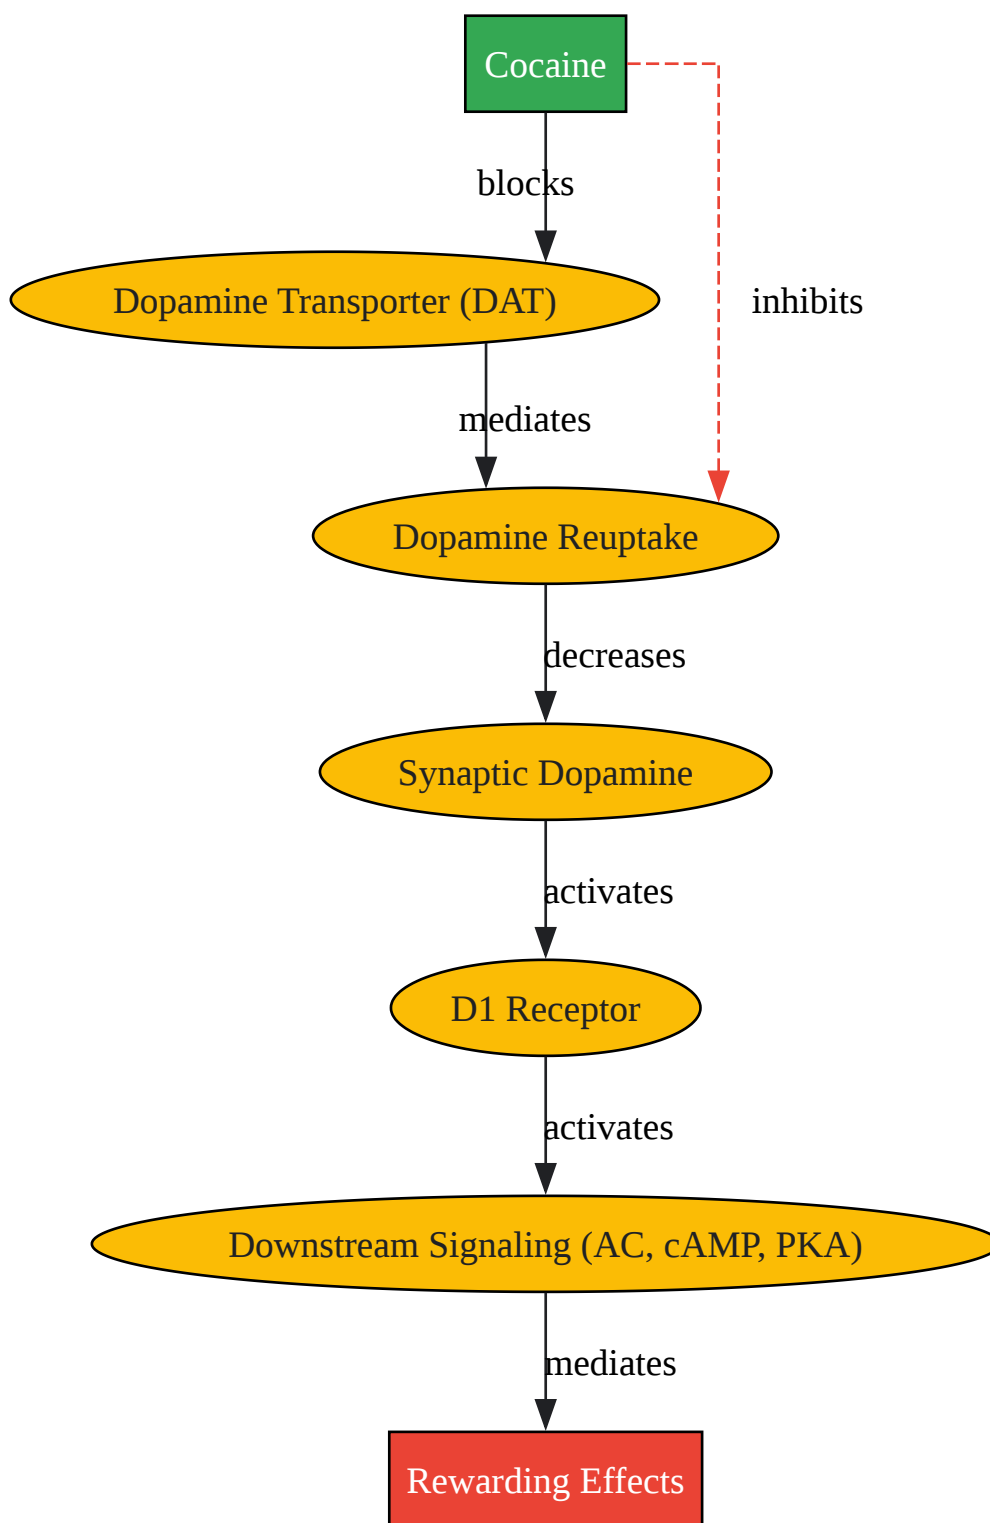 Cocaine
blocks
Dopamine Transporter (DAT)
inhibits
mediates
Dopamine Reuptake
decreases
Synaptic Dopamine
activates
D1 Receptor
activates
Downstream Signaling (AC, cAMP, PKA)
mediates
Rewarding Effects